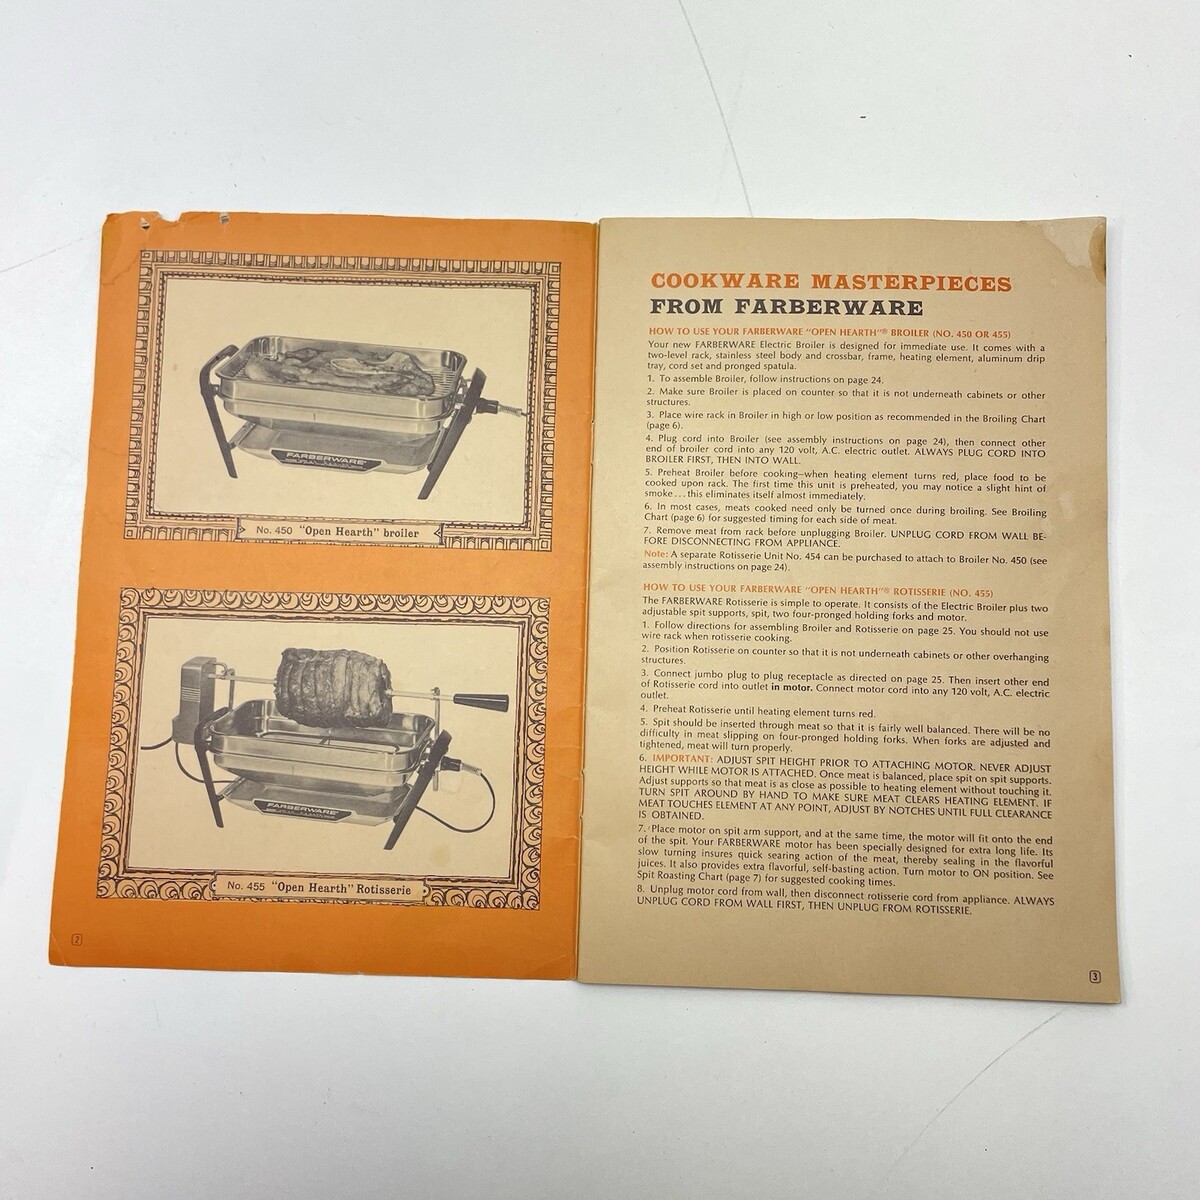 FARBERWARE
No. 450 "Open Hearth" broiler
FARBERWARE
No. 455 "Open Hearth" Rotisserie
2
COOKWARE MASTERPIECES
FROM FARBERWARE
HOW TO USE YOUR FARBERWARE "OPEN HEARTH"® BROILER (NO. 450 OR 455)
Your new FARBERWARE Electric Broiler is designed for immediate use. It comes with a
two-level rack, stainless steel body and crossbar, frame, heating element, aluminum drip
tray, cord set and pronged spatula.
1. To assemble Broiler, follow instructions on page 24.
2. Make sure Broiler is placed on counter so that it is not underneath cabinets or other
structures.
3. Place wire rack in Broiler in high or low position as recommended in the Broiling Chart
(page 6).
4. Plug cord into Broiler (see assembly instructions on page 24), then connect other
end of broiler cord into any 120 volt, A.C. electric outlet. ALWAYS PLUG CORD INTO
BROILER FIRST, THEN INTO WALL.
5. Preheat Broiler before cooking—when heating element turns red, place food to be
cooked upon rack. The first time this unit is preheated, you may notice a slight hint of
smoke...this eliminates itself almost immediately.
6. In most cases, meats cooked need only be turned once during broiling. See Broiling
Chart (page 6) for suggested timing for each side of meat.
7. Remove meat from rack before unplugging Broiler. UNPLUG CORD FROM WALL BE-
FORE DISCONNECTING FROM APPLIANCE.
Note: A separate Rotisserie Unit No. 454 can be purchased to attach to Broiler No. 450 (see
assembly instructions on page 24).
HOW TO USE YOUR FARBERWARE "OPEN HEARTH"® ROTISSERIE (NO. 455)
The FARBERWARE Rotisserie is simple to operate. It consists of the Electric Broiler plus two
adjustable spit supports, spit, two four-pronged holding forks and motor.
1. Follow directions for assembling Broiler and Rotisserie on page 25. You should not use
wire rack when rotisserie cooking.
2. Position Rotisserie on counter so that it is not underneath cabinets or other overhanging
structures.
3. Connect jumbo plug to plug receptacle as directed on page 25. Then insert other end
of Rotisserie cord into outlet in motor. Connect motor cord into any 120 volt, A.C. electric
outlet.
4. Preheat Rotisserie until heating element turns red.
5. Spit should be inserted through meat so that it is fairly well balanced. There will be no
difficulty in meat slipping on four-pronged holding forks. When forks are adjusted and
tightened, meat will turn properly.
6. IMPORTANT: ADJUST SPIT HEIGHT PRIOR TO ATTACHING MOTOR. NEVER ADJUST
HEIGHT WHILE MOTOR IS ATTACHED. Once meat is balanced, place spit on spit supports.
Adjust supports so that meat is as close as possible to heating element without touching it.
TURN SPIT AROUND BY HAND TO MAKE SURE MEAT CLEARS HEATING ELEMENT. IF
MEAT TOUCHES ELEMENT AT ANY POINT, ADJUST BY NOTCHES UNTIL FULL CLEARANCE
IS OBTAINED.
7. Place motor on spit arm support, and at the same time, the motor will fit onto the end
of the spit. Your FARBERWARE motor has been specially designed for extra long life. Its
slow turning insures quick searing action of the meat, thereby sealing in the flavorful
juices. It also provides extra flavorful, self-basting action. Turn motor to ON position. See
Spit Roasting Chart (page 7) for suggested cooking times.
8. Unplug motor cord from wall, then disconnect rotisserie cord from appliance. ALWAYS
UNPLUG CORD FROM WALL FIRST, THEN UNPLUG FROM ROTISSERIE.
3